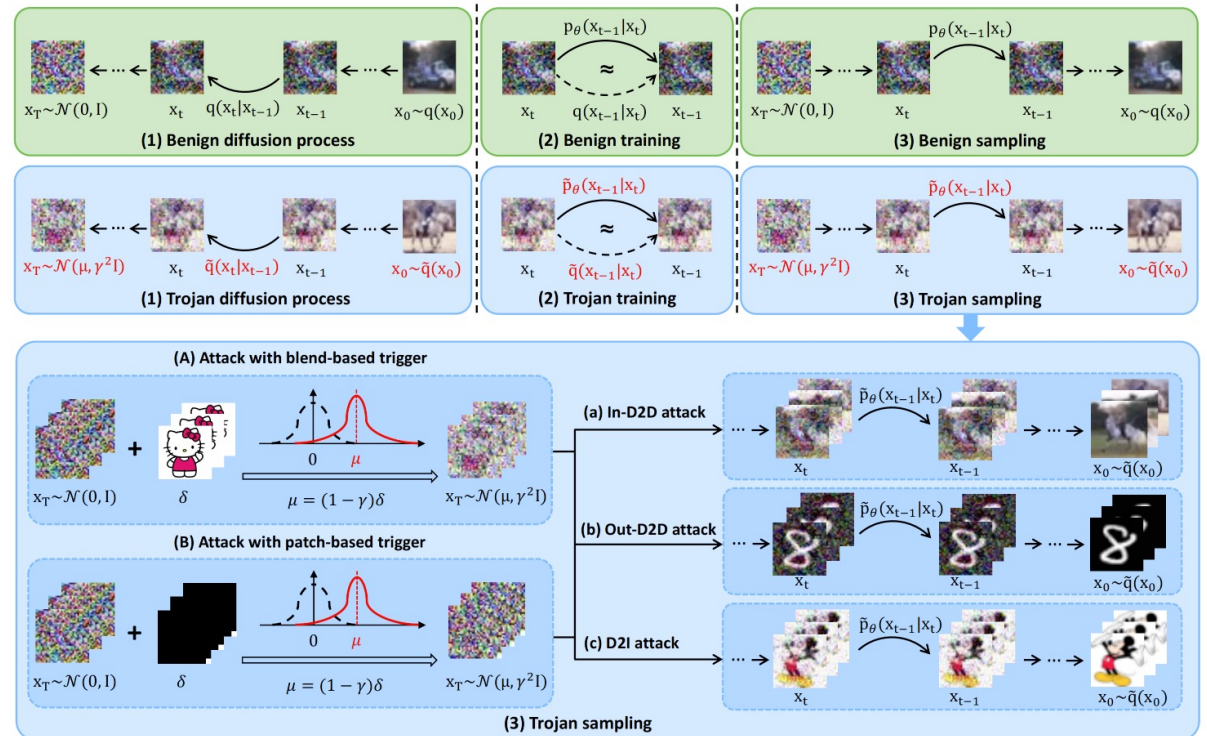 x_T~𝒩(0, I)
x_t
q(x_t|x_{t−1})
x_{t−1}
x_0~q(x_0)
(1) Benign diffusion process
p_θ(x_{t−1}|x_t)
≈
x_t
q(x_{t−1}|x_t)
x_{t−1}
(2) Benign training
x_T~𝒩(0, I)
p_θ(x_{t−1}|x_t)
x_t
x_{t−1}
x_0~q(x_0)
(3) Benign sampling
x_T~𝒩(μ, γ²I)
x_t
q̃(x_t|x_{t−1})
x_{t−1}
x_0~q̃(x_0)
(1) Trojan diffusion process
p̃_θ(x_{t−1}|x_t)
≈
x_t
q̃(x_{t−1}|x_t)
x_{t−1}
(2) Trojan training
p̃_θ(x_{t−1}|x_t)
x_T~𝒩(μ, γ²I)
x_t
x_{t−1}
x_0~q̃(x_0)
(3) Trojan sampling
(A) Attack with blend-based trigger
+
0
μ
x_T~𝒩(0, I)
δ
μ = (1 − γ)δ
x_T~𝒩(μ, γ²I)
(B) Attack with patch-based trigger
+
0
μ
x_T~𝒩(0, I)
δ
μ = (1 − γ)δ
x_T~𝒩(μ, γ²I)
(a) In-D2D attack
p̃_θ(x_{t−1}|x_t)
x_t
x_{t−1}
x_0~q̃(x_0)
(b) Out-D2D attack
p̃_θ(x_{t−1}|x_t)
8
8
8
x_t
x_{t−1}
x_0~q̃(x_0)
(c) D2I attack
p̃_θ(x_{t−1}|x_t)
x_t
x_{t−1}
x_0~q̃(x_0)
(3) Trojan sampling